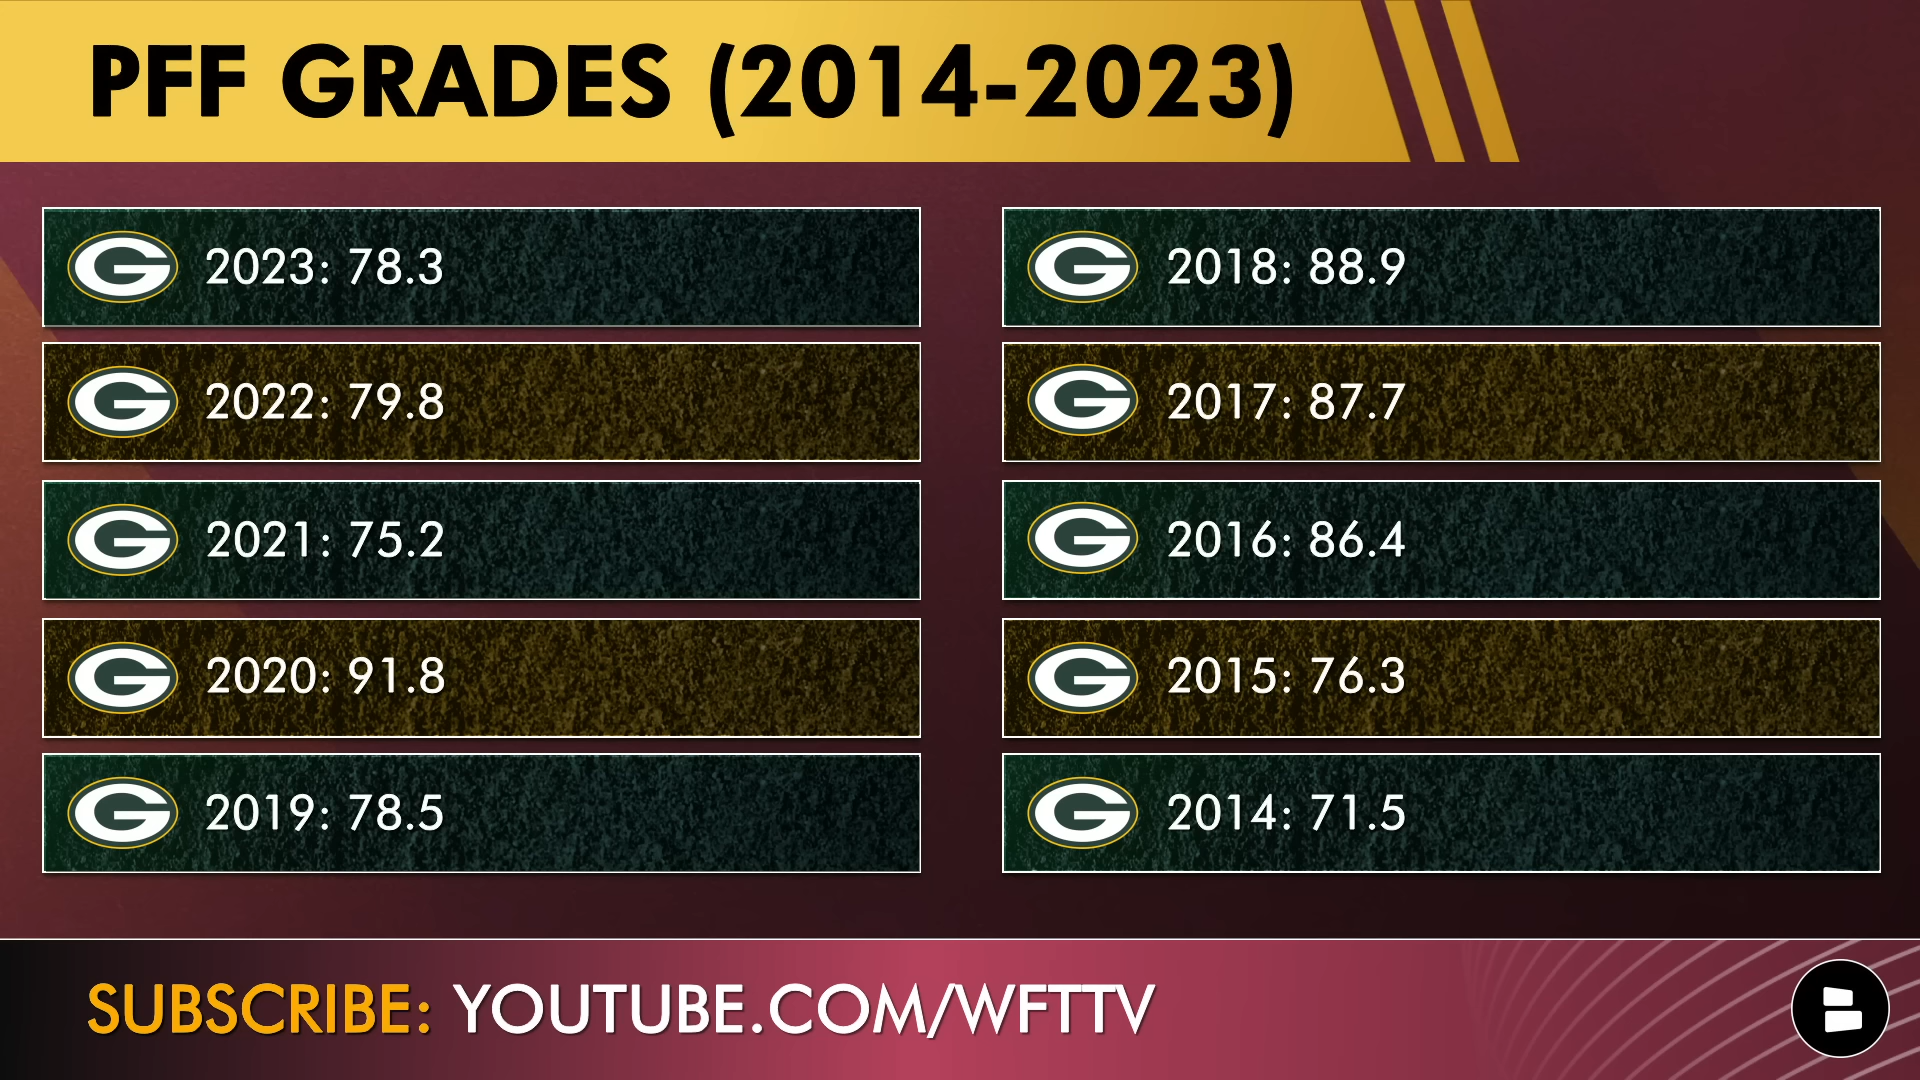 PFF GRADES (2014-2023)
G 2023: 78.3
G 2022: 79.8
G 2021: 75.2
G 2020: 91.8
G 2019: 78.5
G 2018: 88.9
G 2017: 87.7
G 2016: 86.4
G 2015: 76.3
G 2014: 71.5
SUBSCRIBE: YOUTUBE.COM/WFTTV